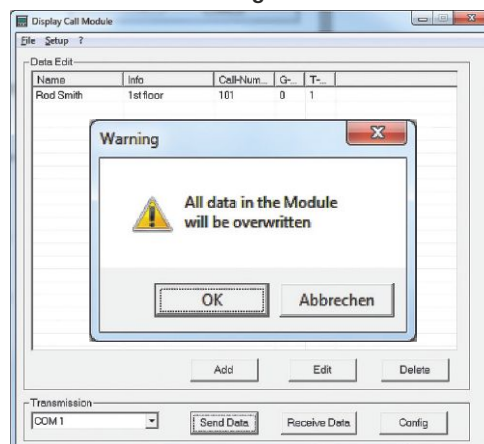 Display Call Module
File Setup ?
Data Edit
Name Info Call-Num... G-... T-...
Rod Smith 1st floor 101 0 1
Warning
All data in the Module
will be overwritten
OK Abbrechen
Add Edit Delete
Transmission
COM 1 Send Data Receive Data Config